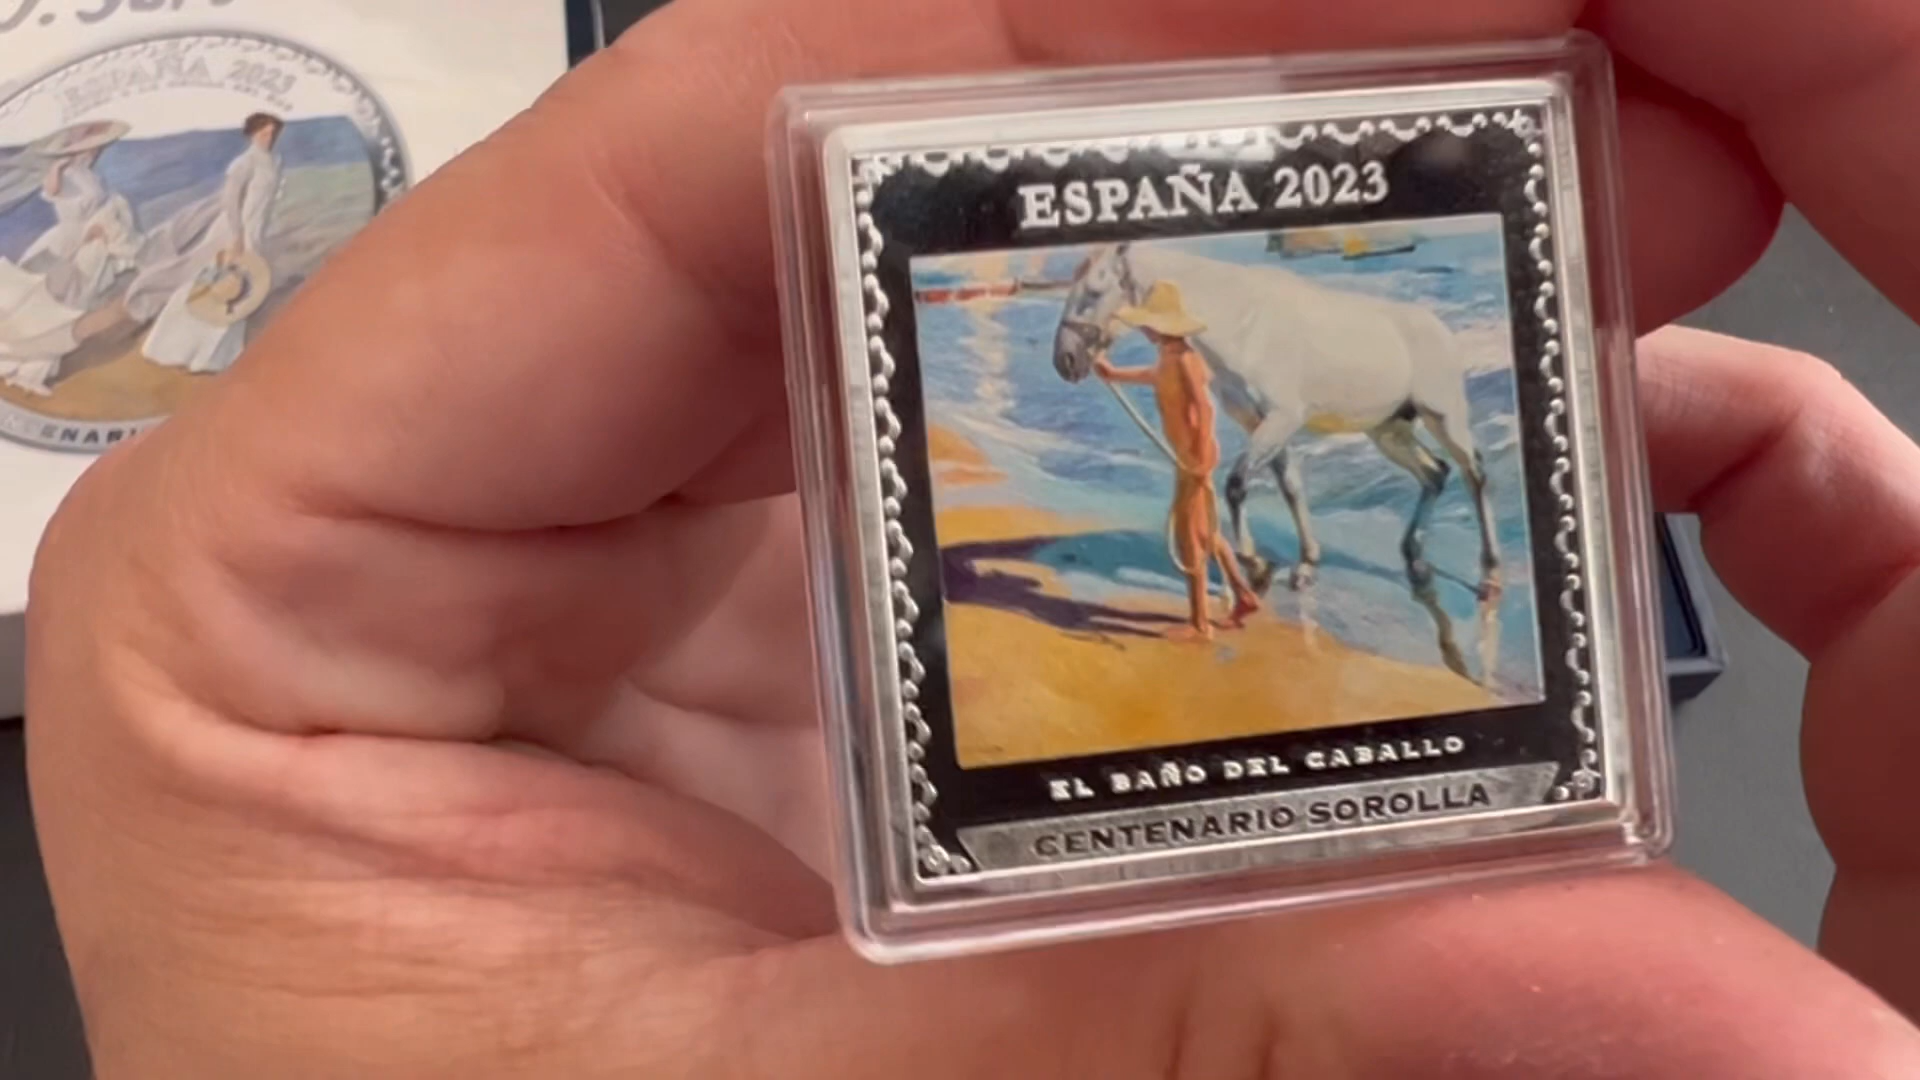 ESPAÑA 2023
ESPAÑA 2023
EL BAÑO DEL CABALLO
CENTENARIO SOROLLA